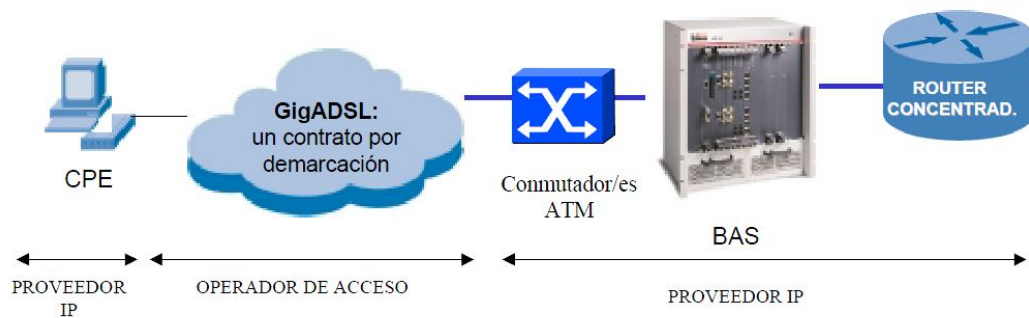 GigADSL:
un contrato por
demarcación
ROUTER
CONCENTRAD.
CPE
Conmutador/es
ATM
BAS
PROVEEDOR
IP
OPERADOR DE ACCESO
PROVEEDOR IP